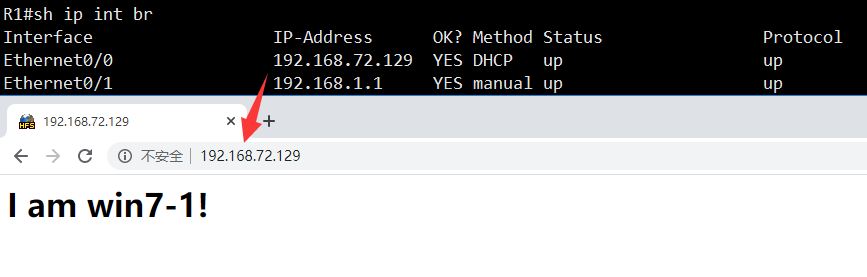 R1#sh ip int br
Interface IP-Address OK? Method Status Protocol
Ethernet0/0 192.168.72.129 YES DHCP up up
Ethernet0/1 192.168.1.1 YES manual up up
HFS 192.168.72.129
不安全 192.168.72.129
I am win7-1!